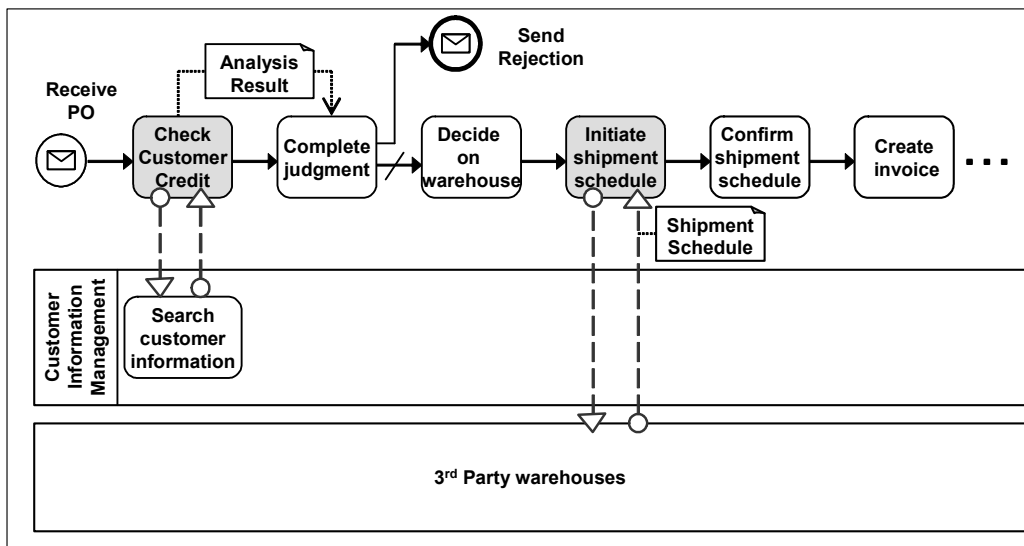 Send
Rejection
Analysis
Result
Receive
PO
Check
Customer
Credit
Complete
judgment
Decide
on
warehouse
Initiate
shipment
schedule
Confirm
shipment
schedule
Create
invoice
...
Shipment
Schedule
Customer
Information
Management
Search
customer
information
3rd Party warehouses